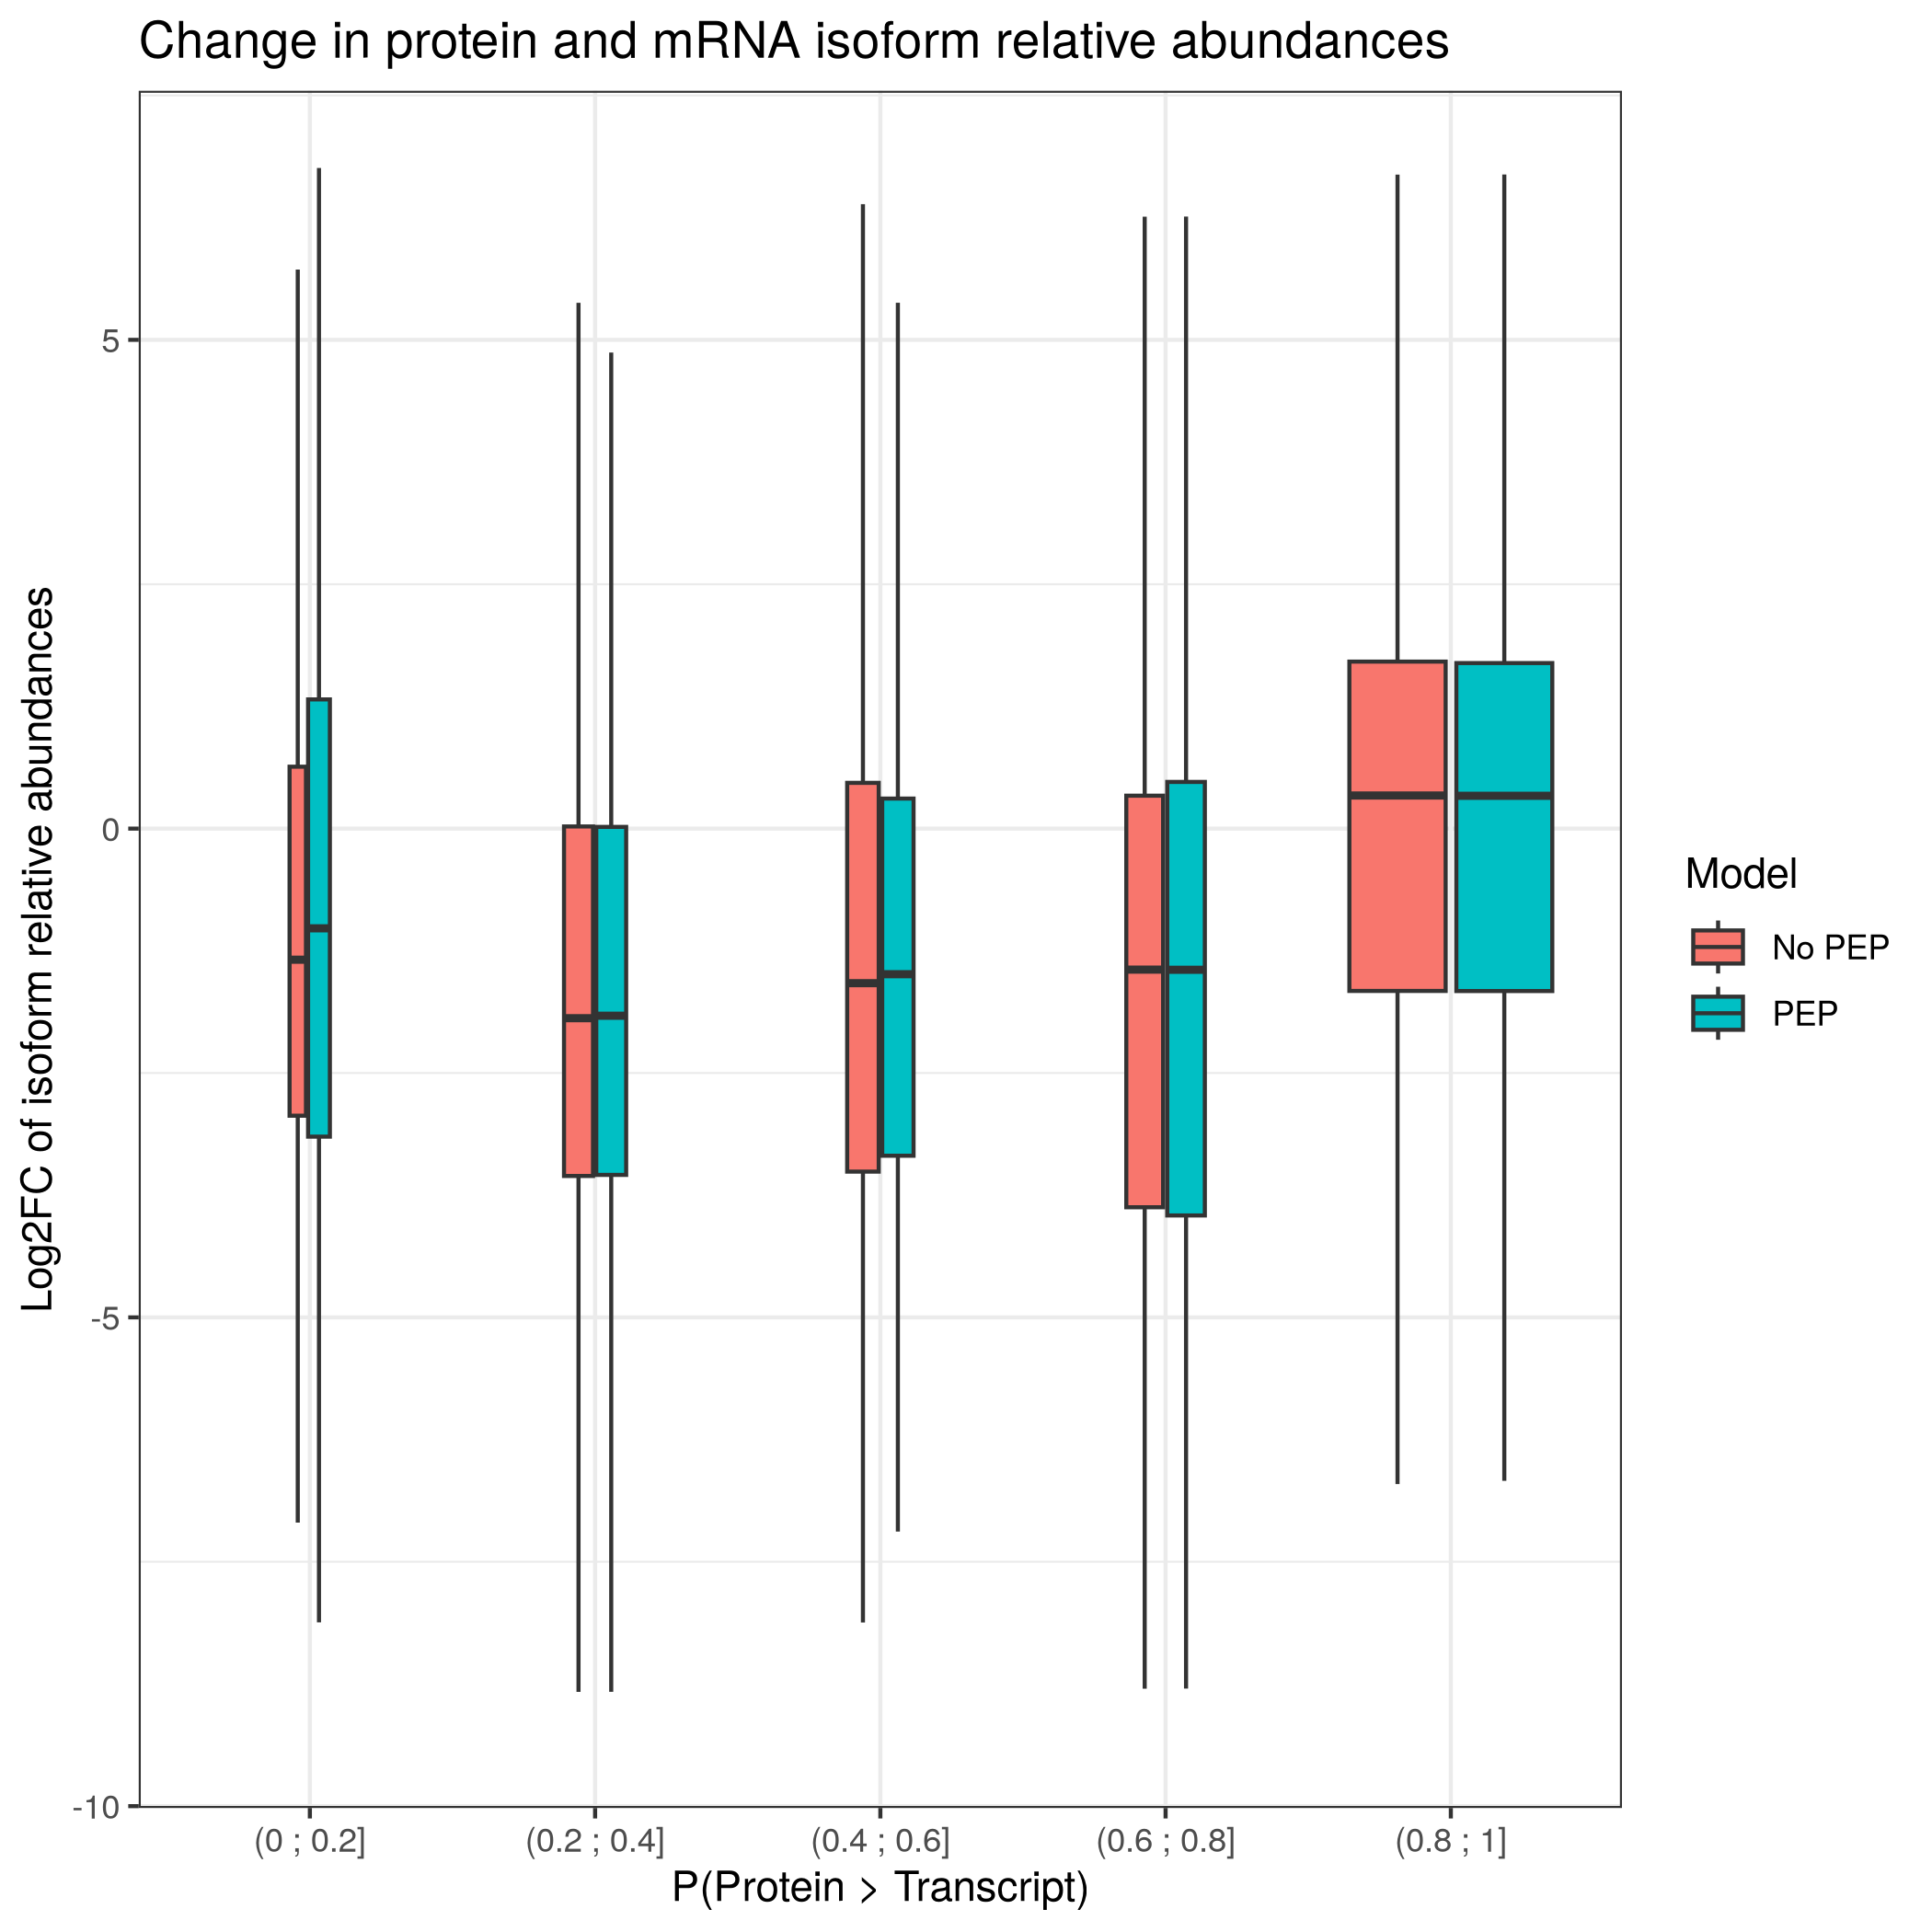 Change in protein and mRNA isoform relative abundances
Log2FC of isoform relative abundances
5
0
-5
-10
(0 ; 0.2]
(0.2 ; 0.4]
(0.4 ; 0.6]
(0.6 ; 0.8]
(0.8 ; 1]
P(Protein > Transcript)
Model
No PEP
PEP